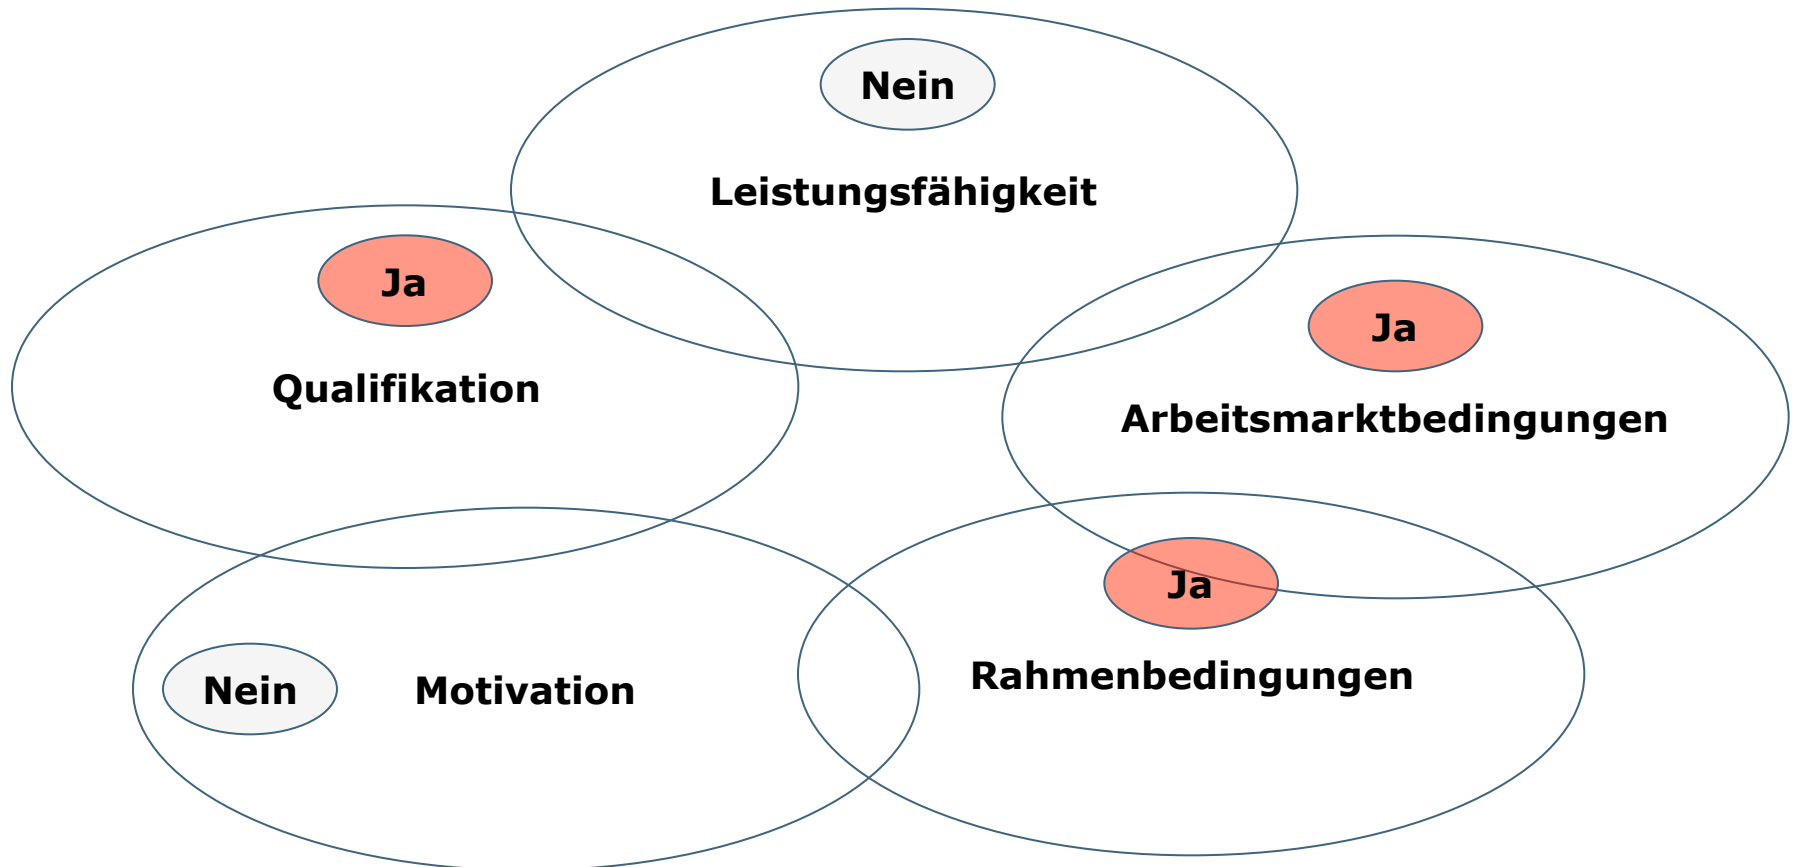 Nein
Leistungsfähigkeit
Ja
Qualifikation
Ja
Arbeitsmarktbedingungen
Ja
Rahmenbedingungen
Nein
Motivation